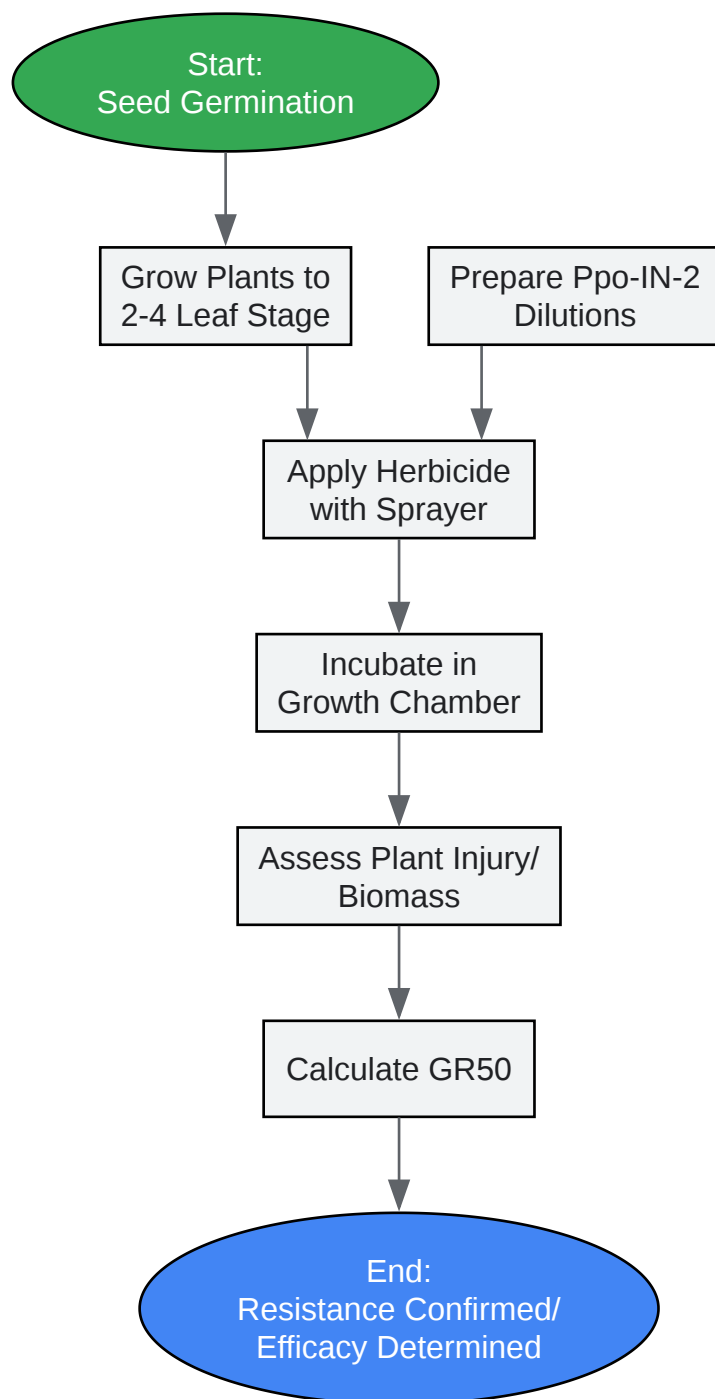 Start:
Seed Germination
Grow Plants to
2-4 Leaf Stage
Prepare Ppo-IN-2
Dilutions
Apply Herbicide
with Sprayer
Incubate in
Growth Chamber
Assess Plant Injury/
Biomass
Calculate GR50
End:
Resistance Confirmed/
Efficacy Determined